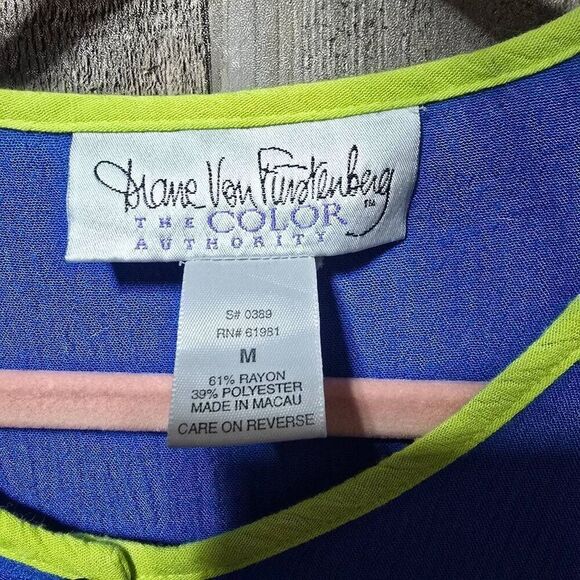 Diane Von Furstenberg TM
THE COLOR
AUTHORITY
S# 0389
RN# 61981
M
61% RAYON
39% POLYESTER
MADE IN MACAU
CARE ON REVERSE